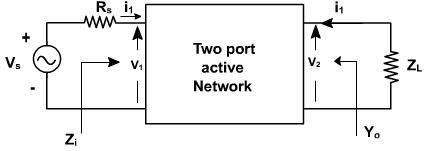 Rs i1
i1
+
Vs
-
V1
Two port
active
Network
V2
ZL
Zi
Yo